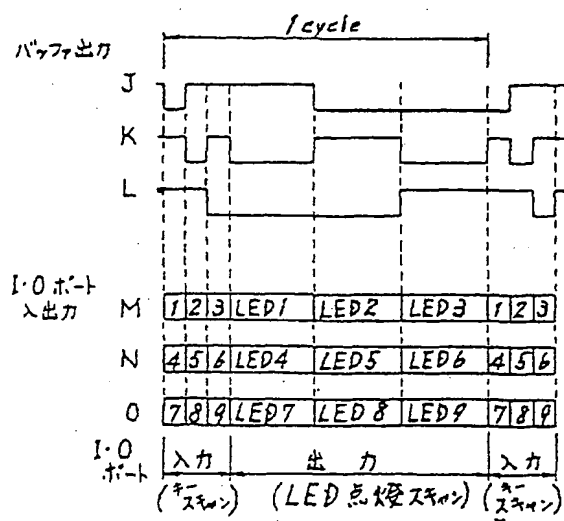 1 cycle
バッファ出力
J
K
L
I・O ポート
入出力
M 1 2 3 LED1 LED2 LED3 1 2 3
N 4 5 6 LED4 LED5 LED6 4 5 6
O 7 8 9 LED7 LED8 LED9 7 8 9
I・O
ポート
入力 出力 入力
(キースキャン) (LED点燈スキャン) (キースキャン)